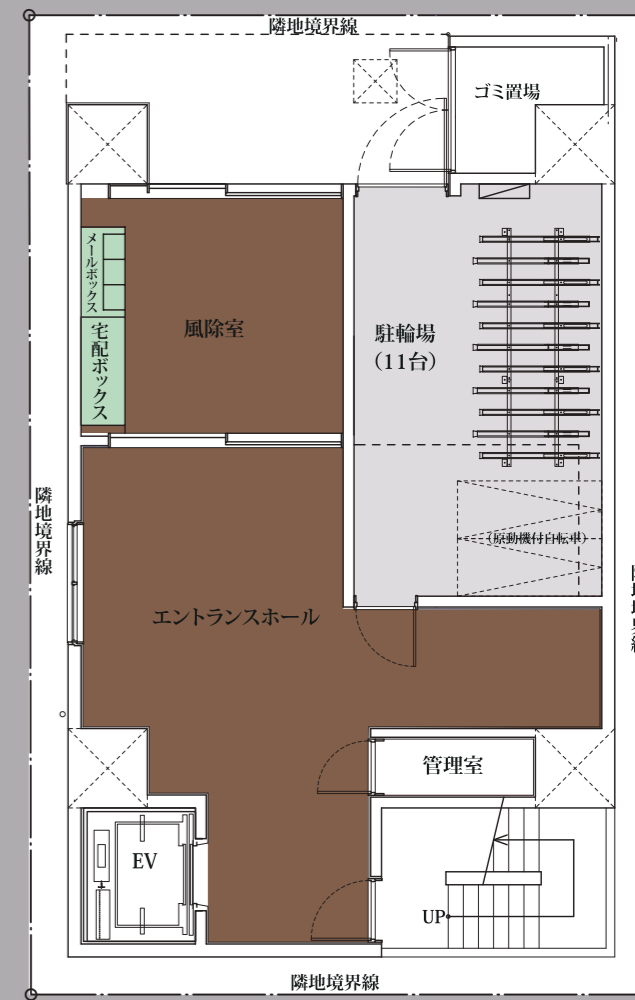 隣地境界線
ゴミ置場
メールボックス
宅配ボックス
風除室
駐輪場
（11台）
隣地境界線
（原動機付自転車）
エントランスホール
管理室
EV
UP
隣地境界線